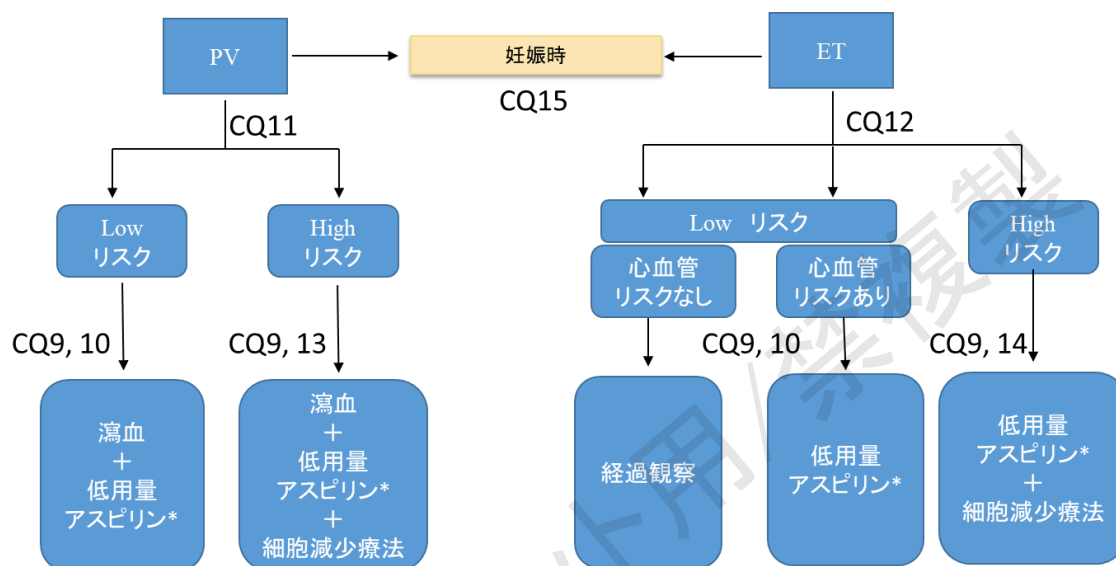 PV
妊娠時
ET
CQ15
CQ11
CQ12
Low
リスク
High
リスク
Low リスク
心血管
リスクなし
心血管
リスクあり
High
リスク
CQ9, 10
CQ9, 13
CQ9, 10
CQ9, 14
瀉血
+
低用量
アスピリン*
瀉血
+
低用量
アスピリン*
+
細胞減少療法
経過観察
低用量
アスピリン*
低用量
アスピリン*
+
細胞減少療法
用/禁複製